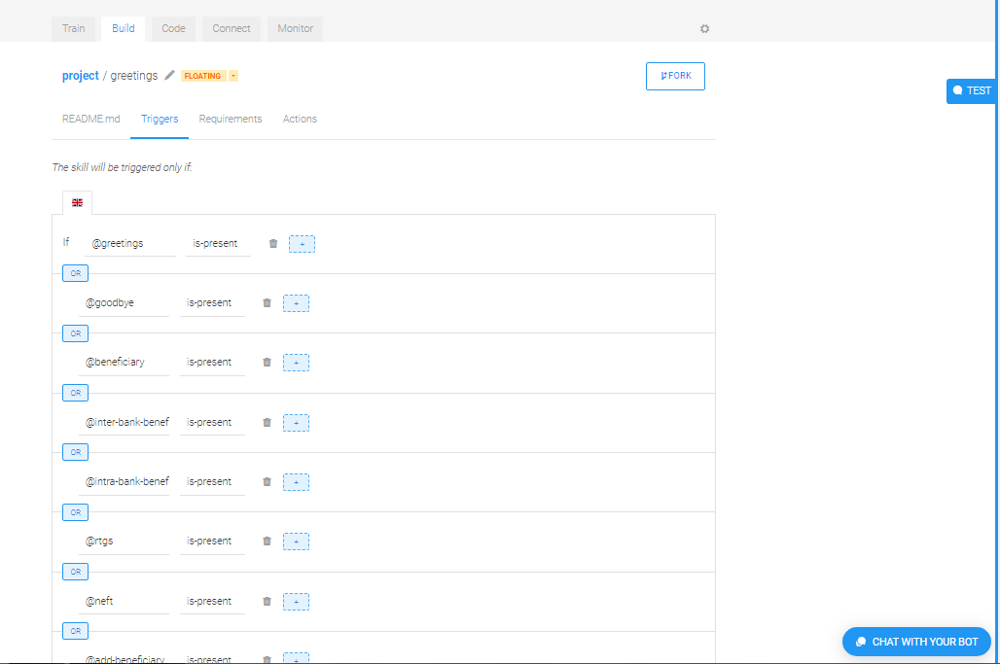 Train Build Code Connect Monitor
project / greetings FLOATING
FORK
TEST
README.md Triggers Requirements Actions
The skill will be triggered only if:
If @greetings is-present +
OR
@goodbye is-present +
OR
@beneficiary is-present +
OR
@inter-bank-benef is-present +
OR
@intra-bank-benef is-present +
OR
@rtgs is-present +
OR
@neft is-present +
OR
@add-beneficiary is-present +
CHAT WITH YOUR BOT